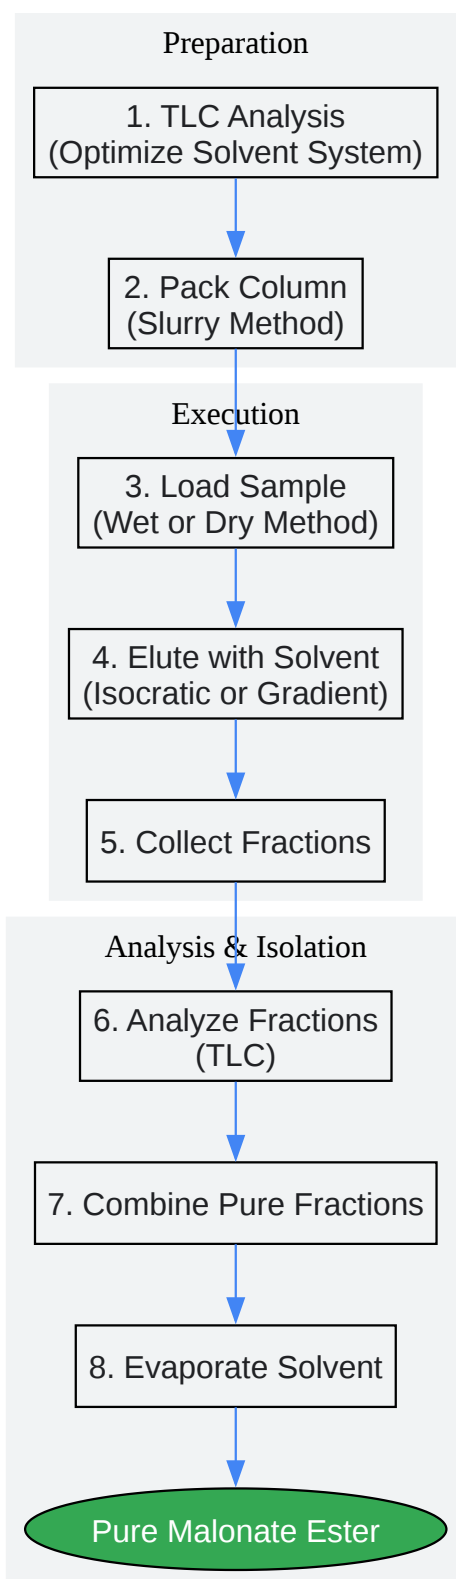 Preparation
1. TLC Analysis
(Optimize Solvent System)
2. Pack Column
(Slurry Method)
Execution
3. Load Sample
(Wet or Dry Method)
4. Elute with Solvent
(Isocratic or Gradient)
5. Collect Fractions
Analysis & Isolation
6. Analyze Fractions
(TLC)
7. Combine Pure Fractions
8. Evaporate Solvent
Pure Malonate Ester